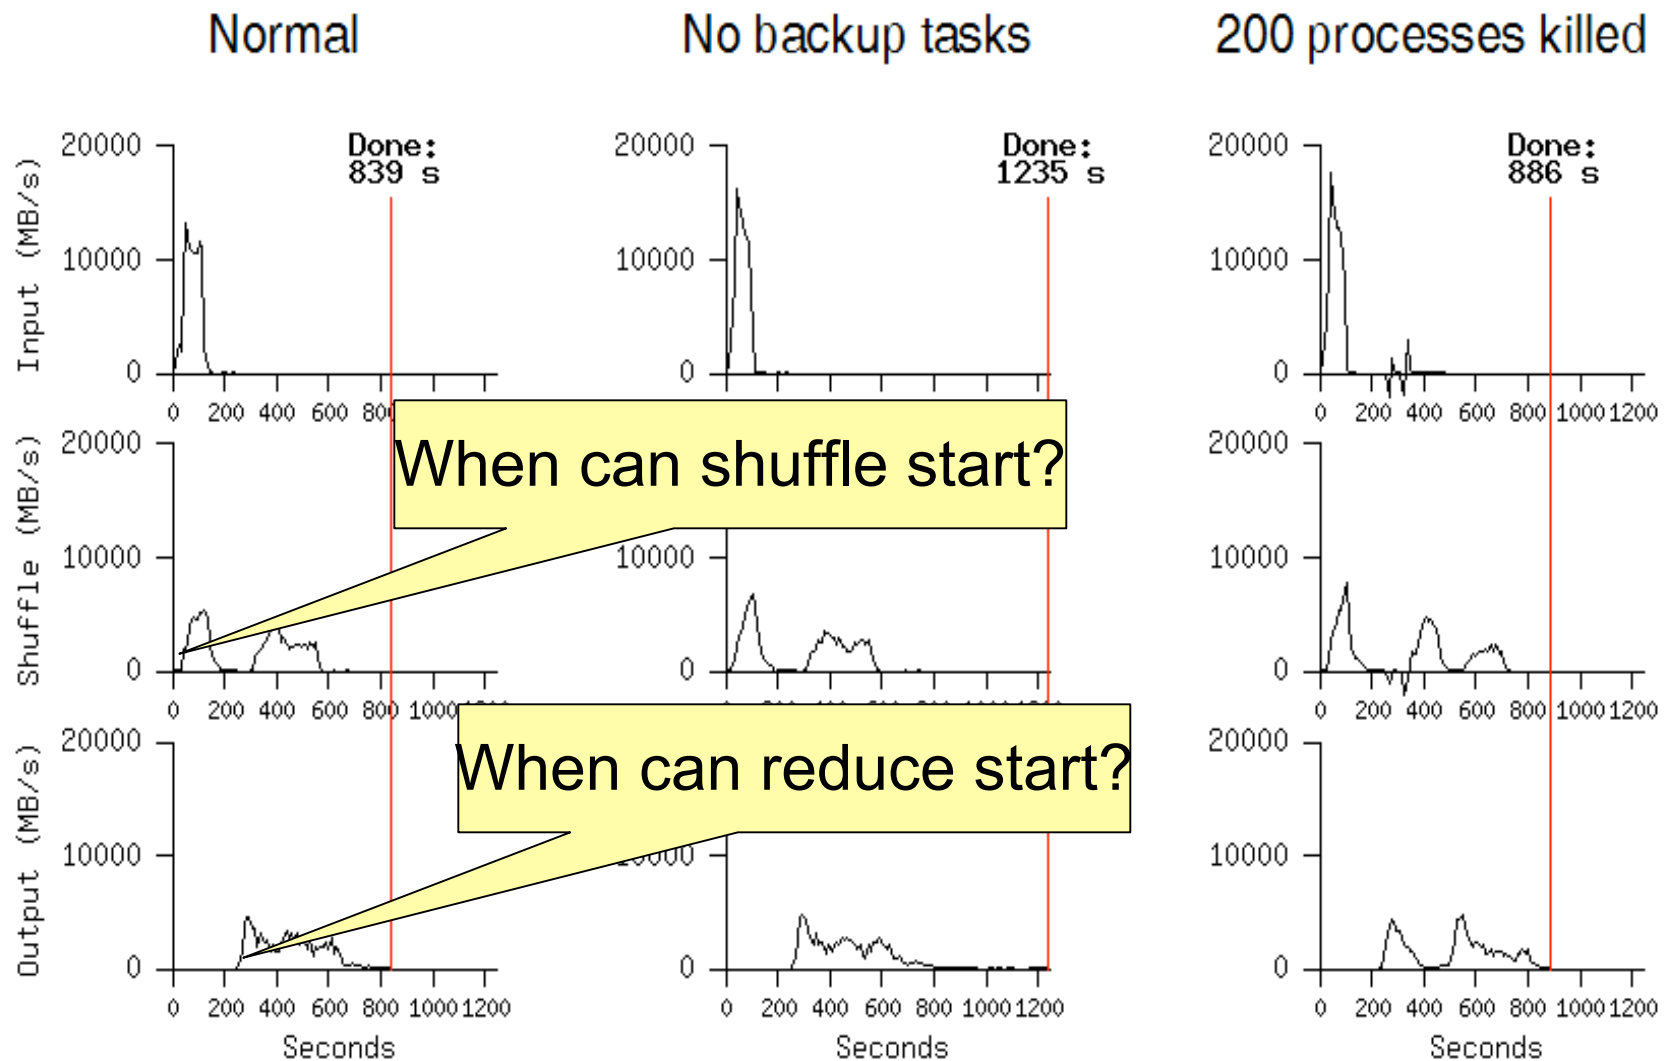 Normal
No backup tasks
200 processes killed
Input (MB/s)
20000
10000
0
Done:
839 s
0 200 400 600 80
20000
10000
0
Done:
1235 s
20000
10000
0
Done:
886 s
0 200 400 600 800 1000 1200
When can shuffle start?
Shuffle (MB/s)
20000
10000
0
0 200 400 600 800 1000
10000
0
20000
10000
0
0 200 400 600 800 1000 1200
When can reduce start?
Output (MB/s)
20000
10000
0
0 200 400 600 800 1000 1200
Seconds
0
0 200 400 600 800 1000 1200
Seconds
20000
10000
0
0 200 400 600 800 1000 1200
Seconds